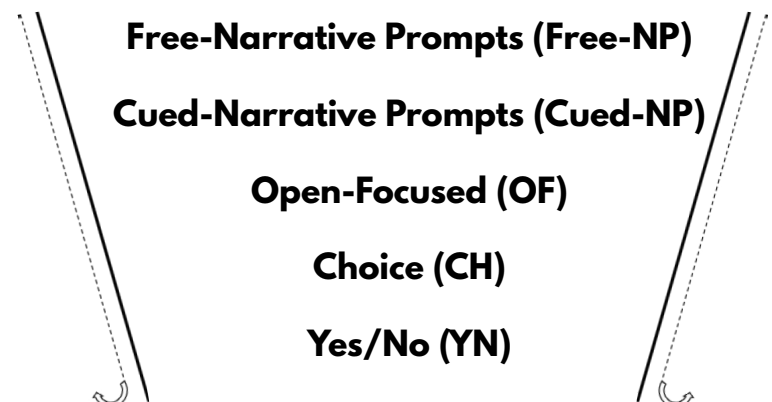 Free-Narrative Prompts (Free-NP)
Cued-Narrative Prompts (Cued-NP)
Open-Focused (OF)
Choice (CH)
Yes/No (YN)